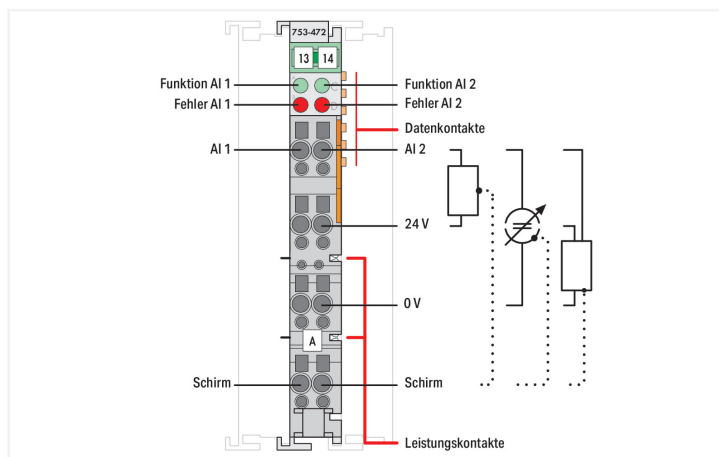 753-472
13 14
Funktion AI 1
Funktion AI 2
Fehler AI 1
Fehler AI 2
Datenkontakte
AI 1
AI 2
24 V
0 V
A
Schirm
Schirm
Leistungskontakte